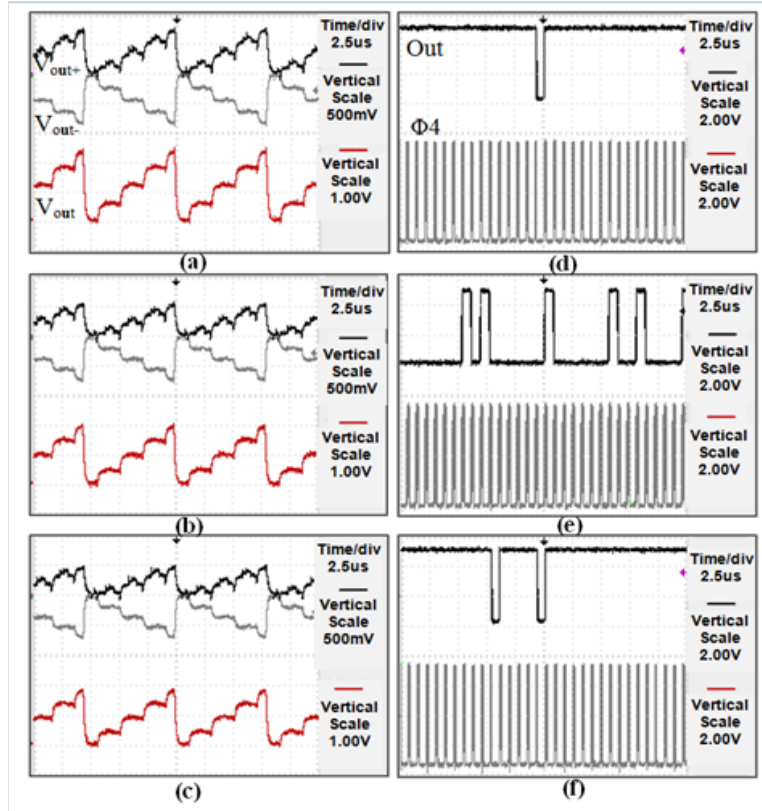 Time/div
2.5us
Vertical
Scale
500mV
Vertical
Scale
1.00V
Vout+
Vout-
Vout
(a)
Time/div
2.5us
Vertical
Scale
2.00V
Vertical
Scale
2.00V
Out
Φ4
(d)
Time/div
2.5us
Vertical
Scale
500mV
Vertical
Scale
1.00V
(b)
Time/div
2.5us
Vertical
Scale
2.00V
Vertical
Scale
2.00V
(e)
Time/div
2.5us
Vertical
Scale
500mV
Vertical
Scale
1.00V
(c)
Time/div
2.5us
Vertical
Scale
2.00V
Vertical
Scale
2.00V
(f)